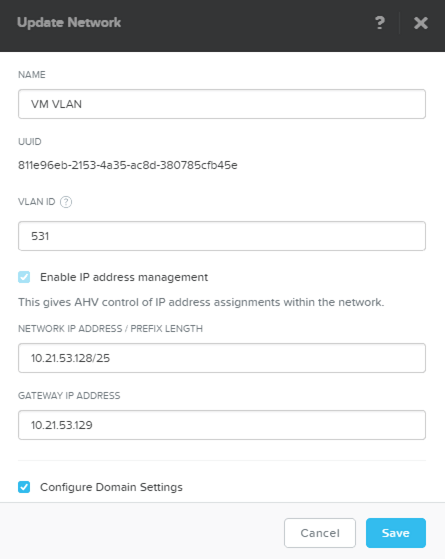 Update Network
?
NAME
VM VLAN
UUID
811e96eb-2153-4a35-ac8d-380785cfb45e
VLAN ID ?
531
Enable IP address management
This gives AHV control of IP address assignments within the network.
NETWORK IP ADDRESS / PREFIX LENGTH
10.21.53.128/25
GATEWAY IP ADDRESS
10.21.53.129
Configure Domain Settings
Cancel
Save